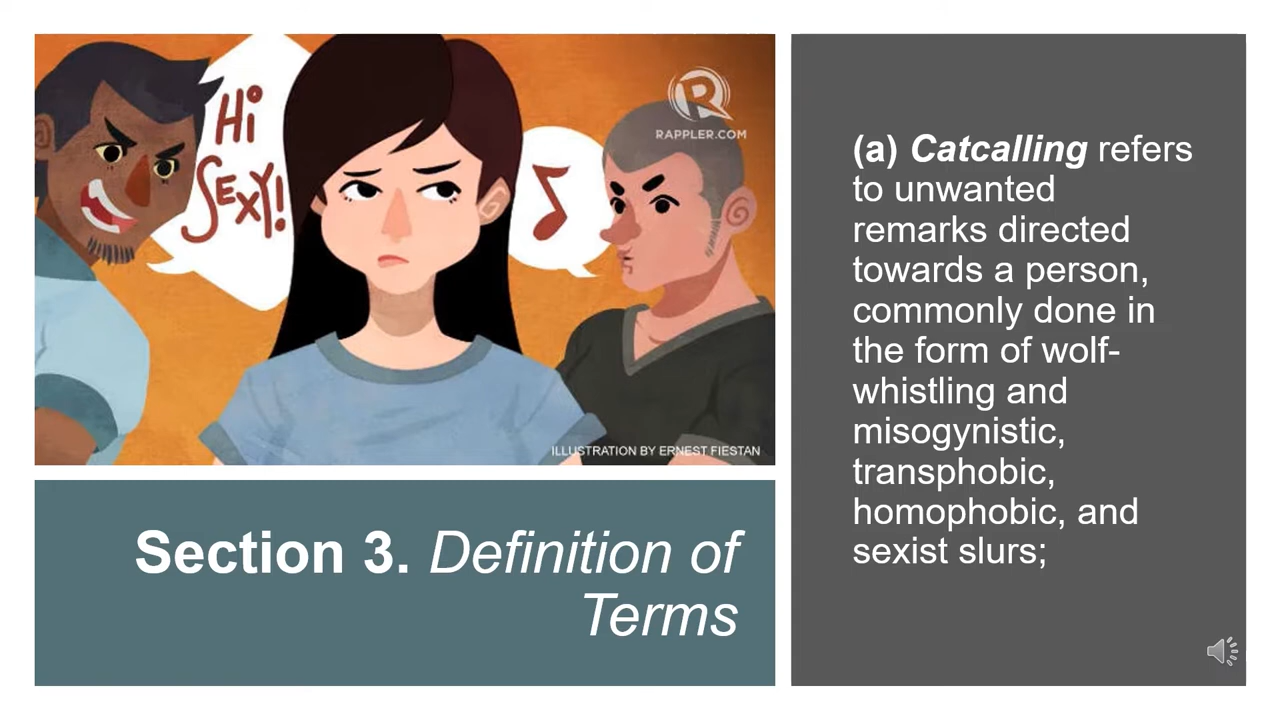 Hi
SEXY!
RAPPLER.COM
ILLUSTRATION BY ERNEST FIESTAN
Section 3. Definition of
Terms
(a) Catcalling refers
to unwanted
remarks directed
towards a person,
commonly done in
the form of wolf-
whistling and
misogynistic,
transphobic,
homophobic, and
sexist slurs;